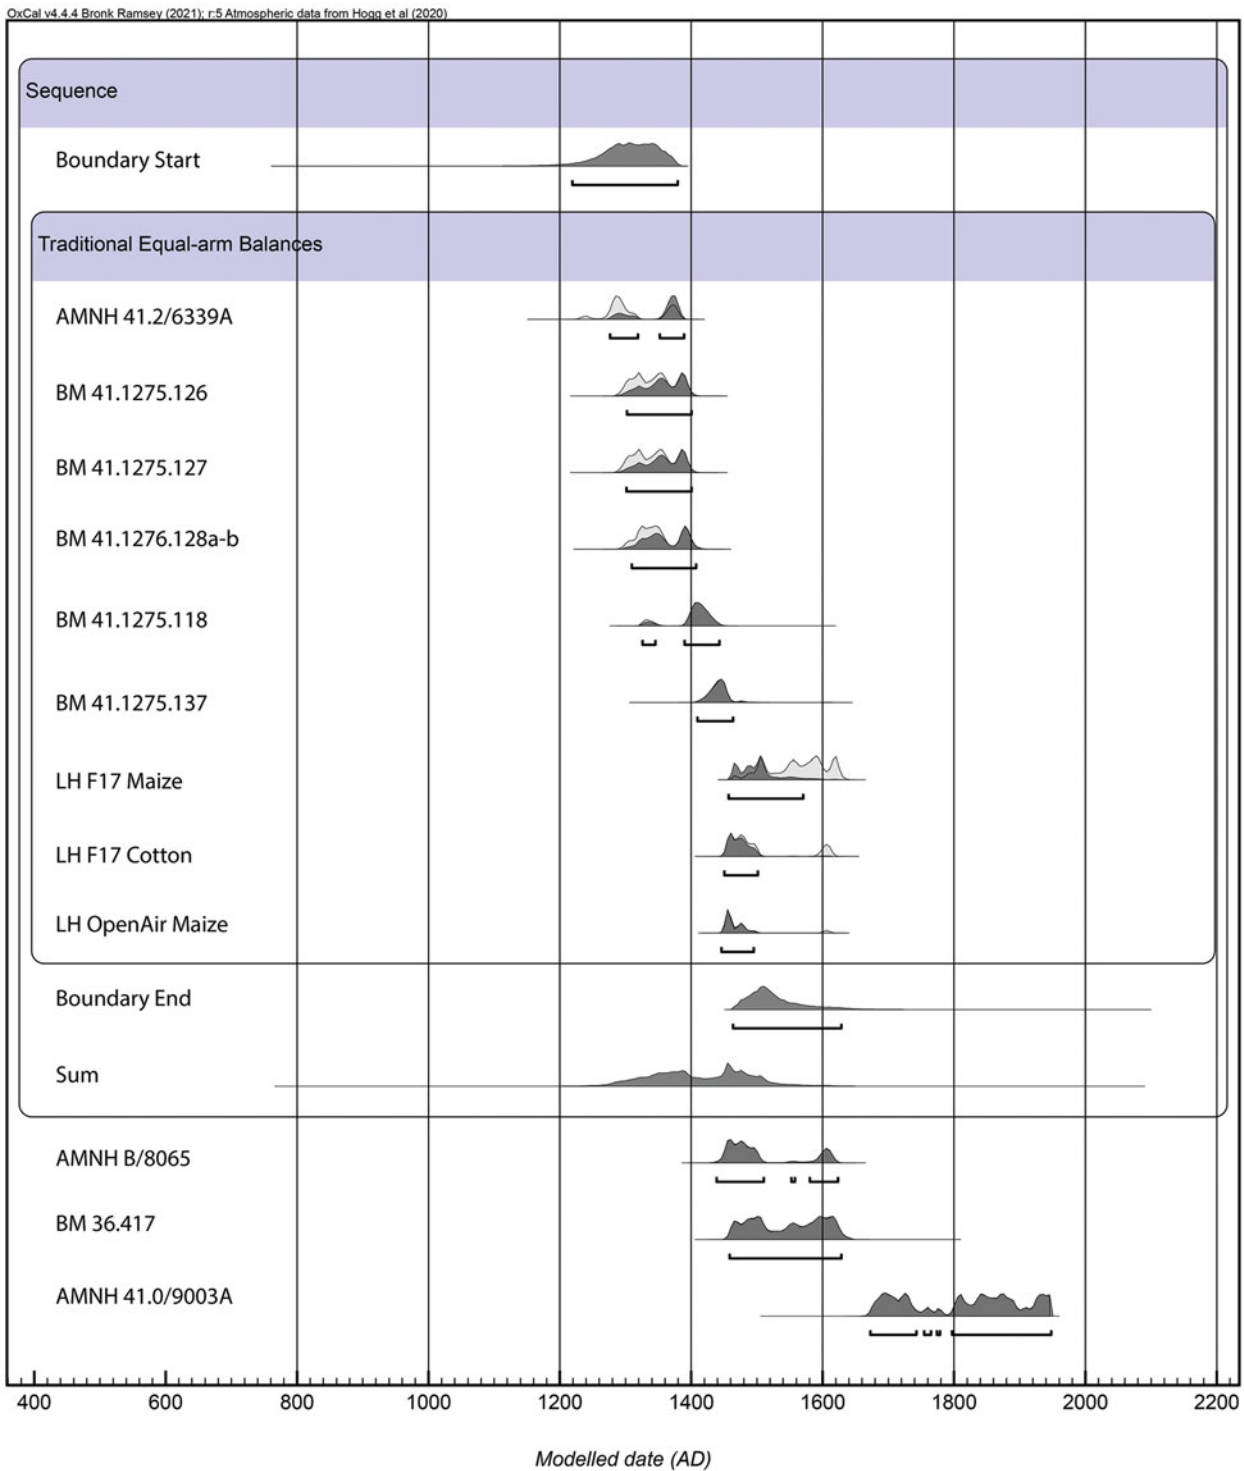 OxCal v4.4.4 Bronk Ramsey (2021); r:5 Atmospheric data from Hogg et al (2020)
Sequence
Boundary Start
Traditional Equal-arm Balances
AMNH 41.2/6339A
BM 41.1275.126
BM 41.1275.127
BM 41.1276.128a-b
BM 41.1275.118
BM 41.1275.137
LH F17 Maize
LH F17 Cotton
LH OpenAir Maize
Boundary End
Sum
AMNH B/8065
BM 36.417
AMNH 41.0/9003A
400 600 800 1000 1200 1400 1600 1800 2000 2200
Modelled date (AD)